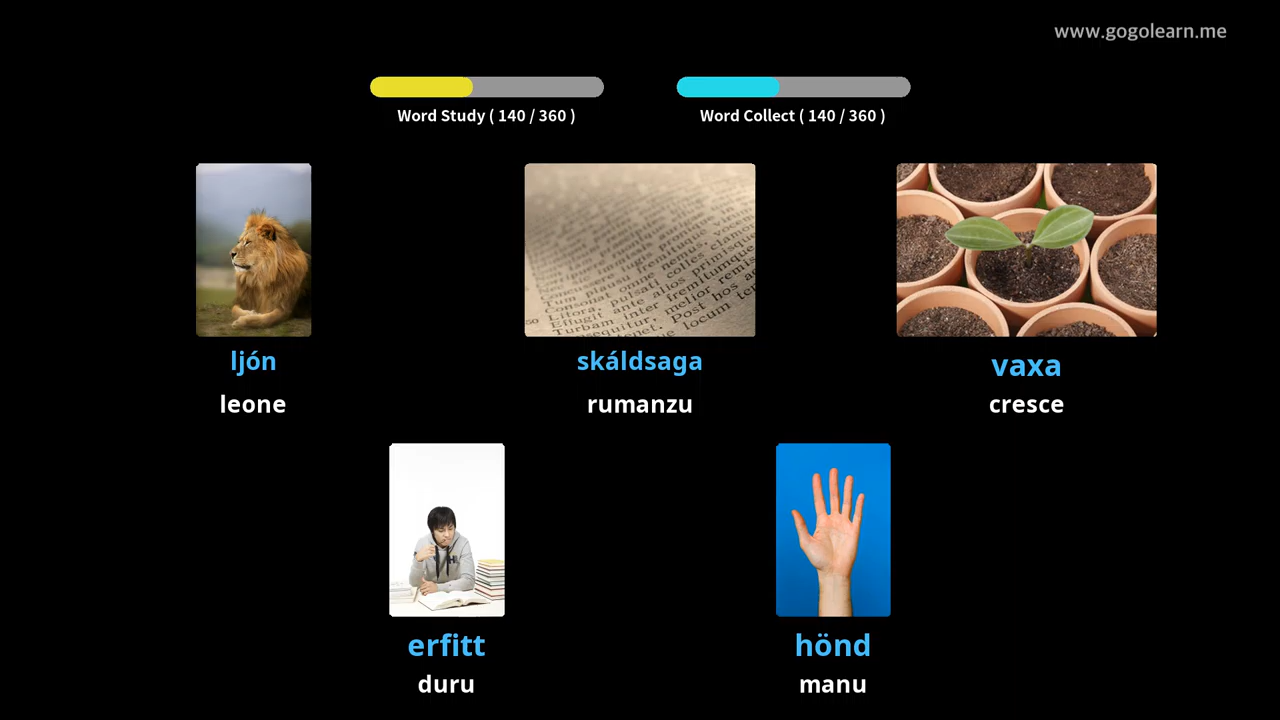 www.gogolearn.me
Word Study ( 140 / 360 )
Word Collect ( 140 / 360 )
ljón
skáldsaga
vaxa
leone
rumanzu
cresce
erfitt
hönd
duru
manu